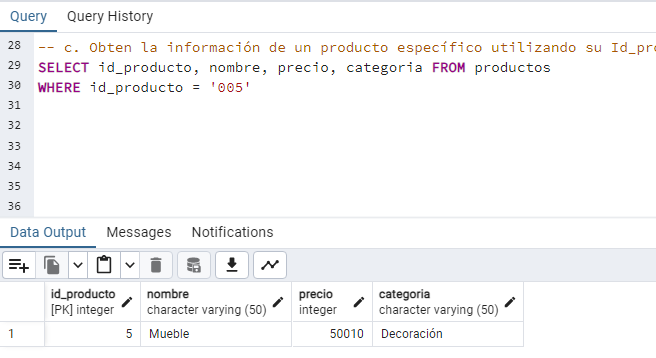 Query Query History
28 -- c. Obten la información de un producto específico utilizando su
29 SELECT id_producto, nombre, precio, categoria FROM productos
30 WHERE id_producto = '005'
31
32
33
34
35
36
Data Output Messages Notifications
id_producto nombre precio categoria
[PK] integer character varying (50) integer character varying (50)
1 5 Mueble 50010 Decoración